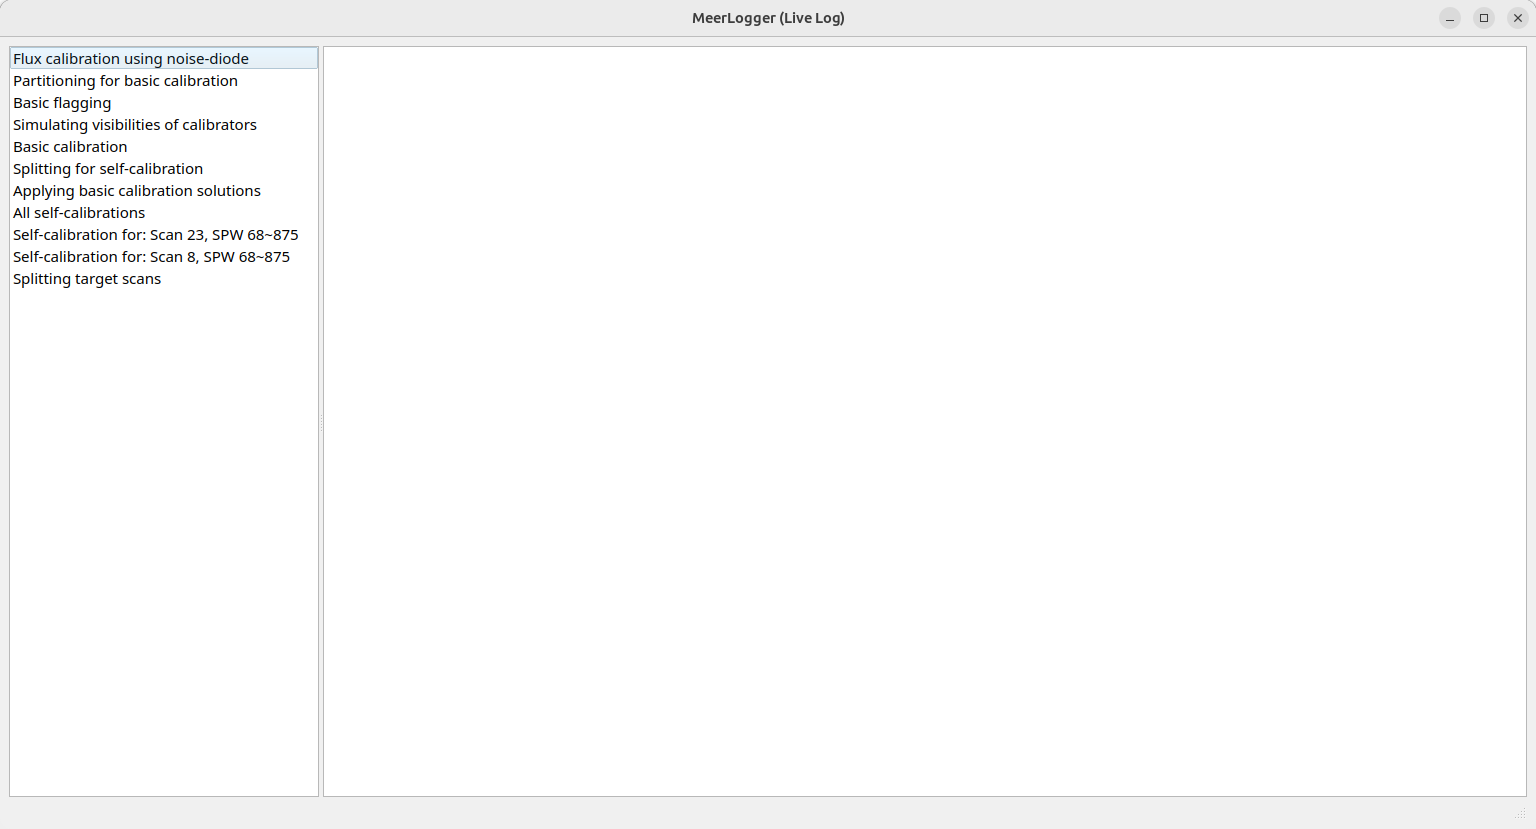 MeerLogger (Live Log)
Flux calibration using noise-diode
Partitioning for basic calibration
Basic flagging
Simulating visibilities of calibrators
Basic calibration
Splitting for self-calibration
Applying basic calibration solutions
All self-calibrations
Self-calibration for: Scan 23, SPW 68~875
Self-calibration for: Scan 8, SPW 68~875
Splitting target scans